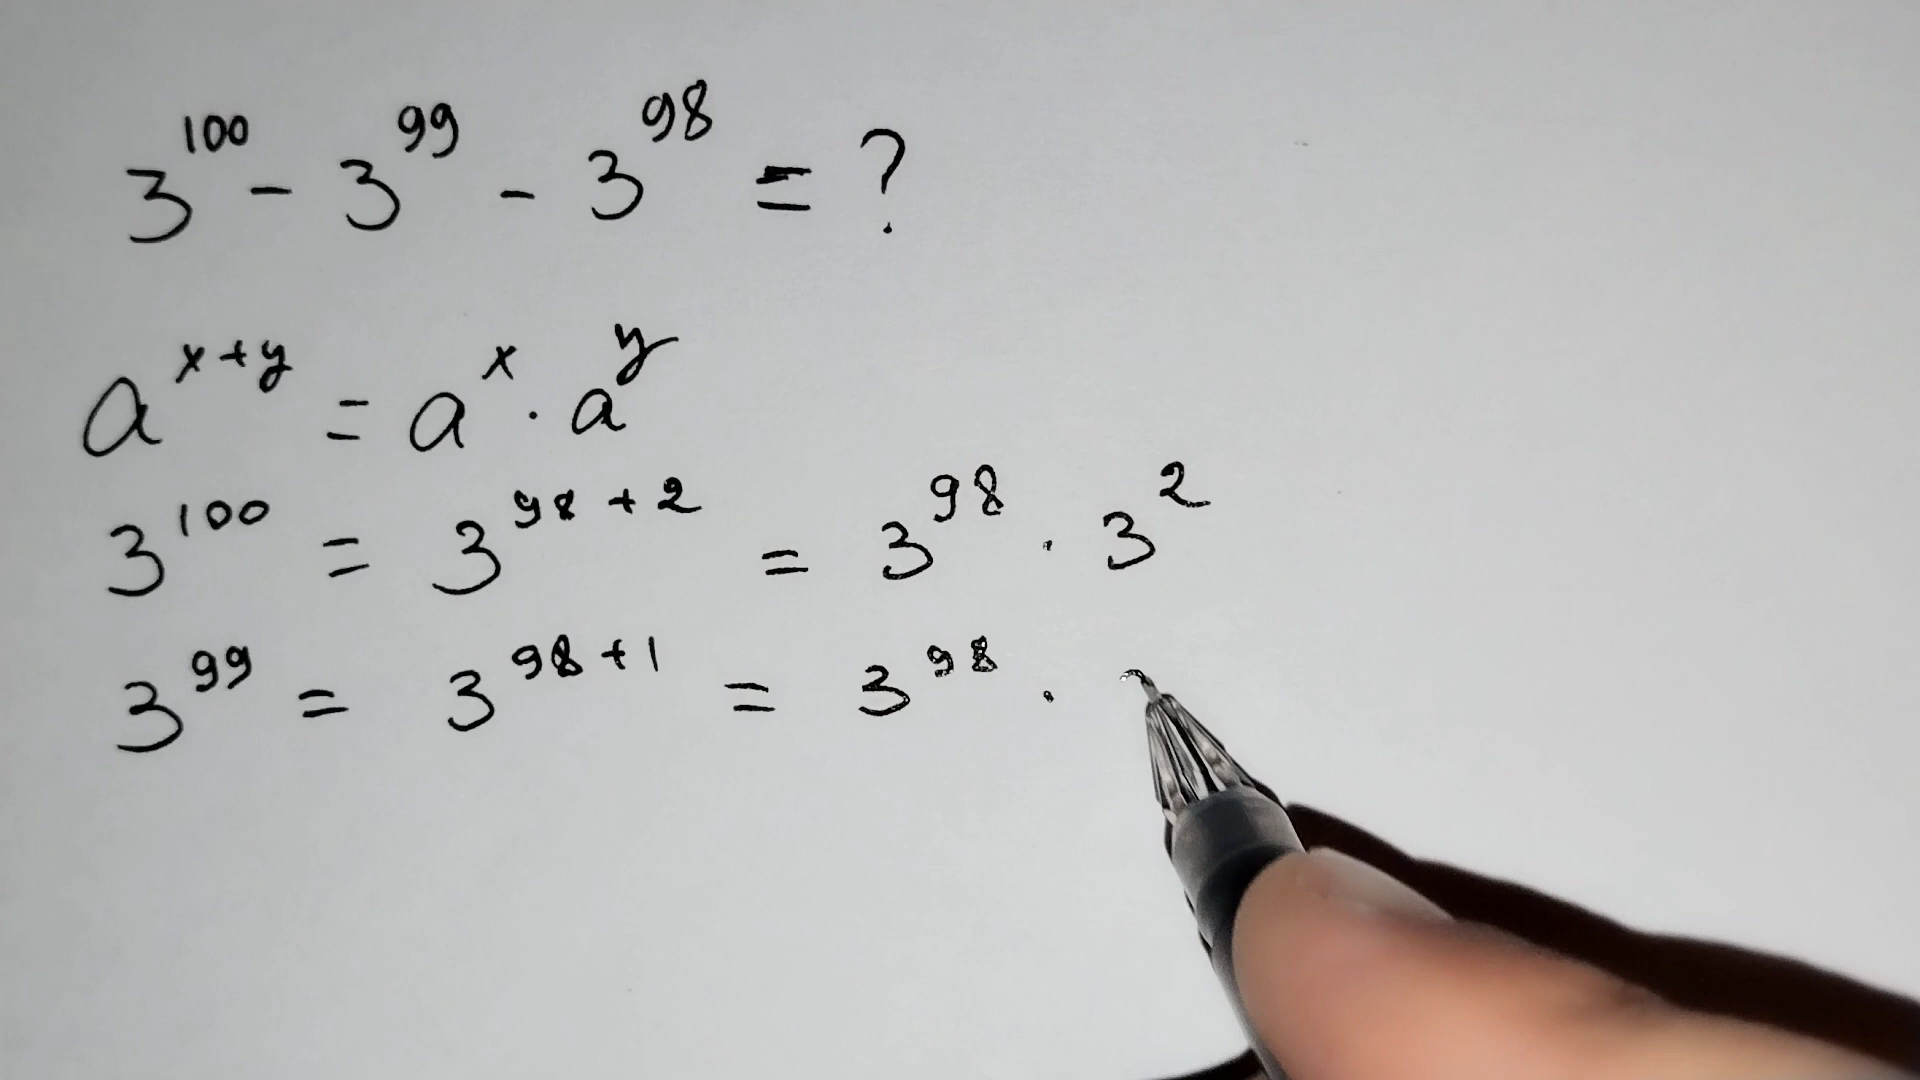 3^100 - 3^99 - 3^98 = ?
a^x+y = a^x · a^y
3^100 = 3^98+2 = 3^98 · 3^2
3^99 = 3^98+1 = 3^98 ·